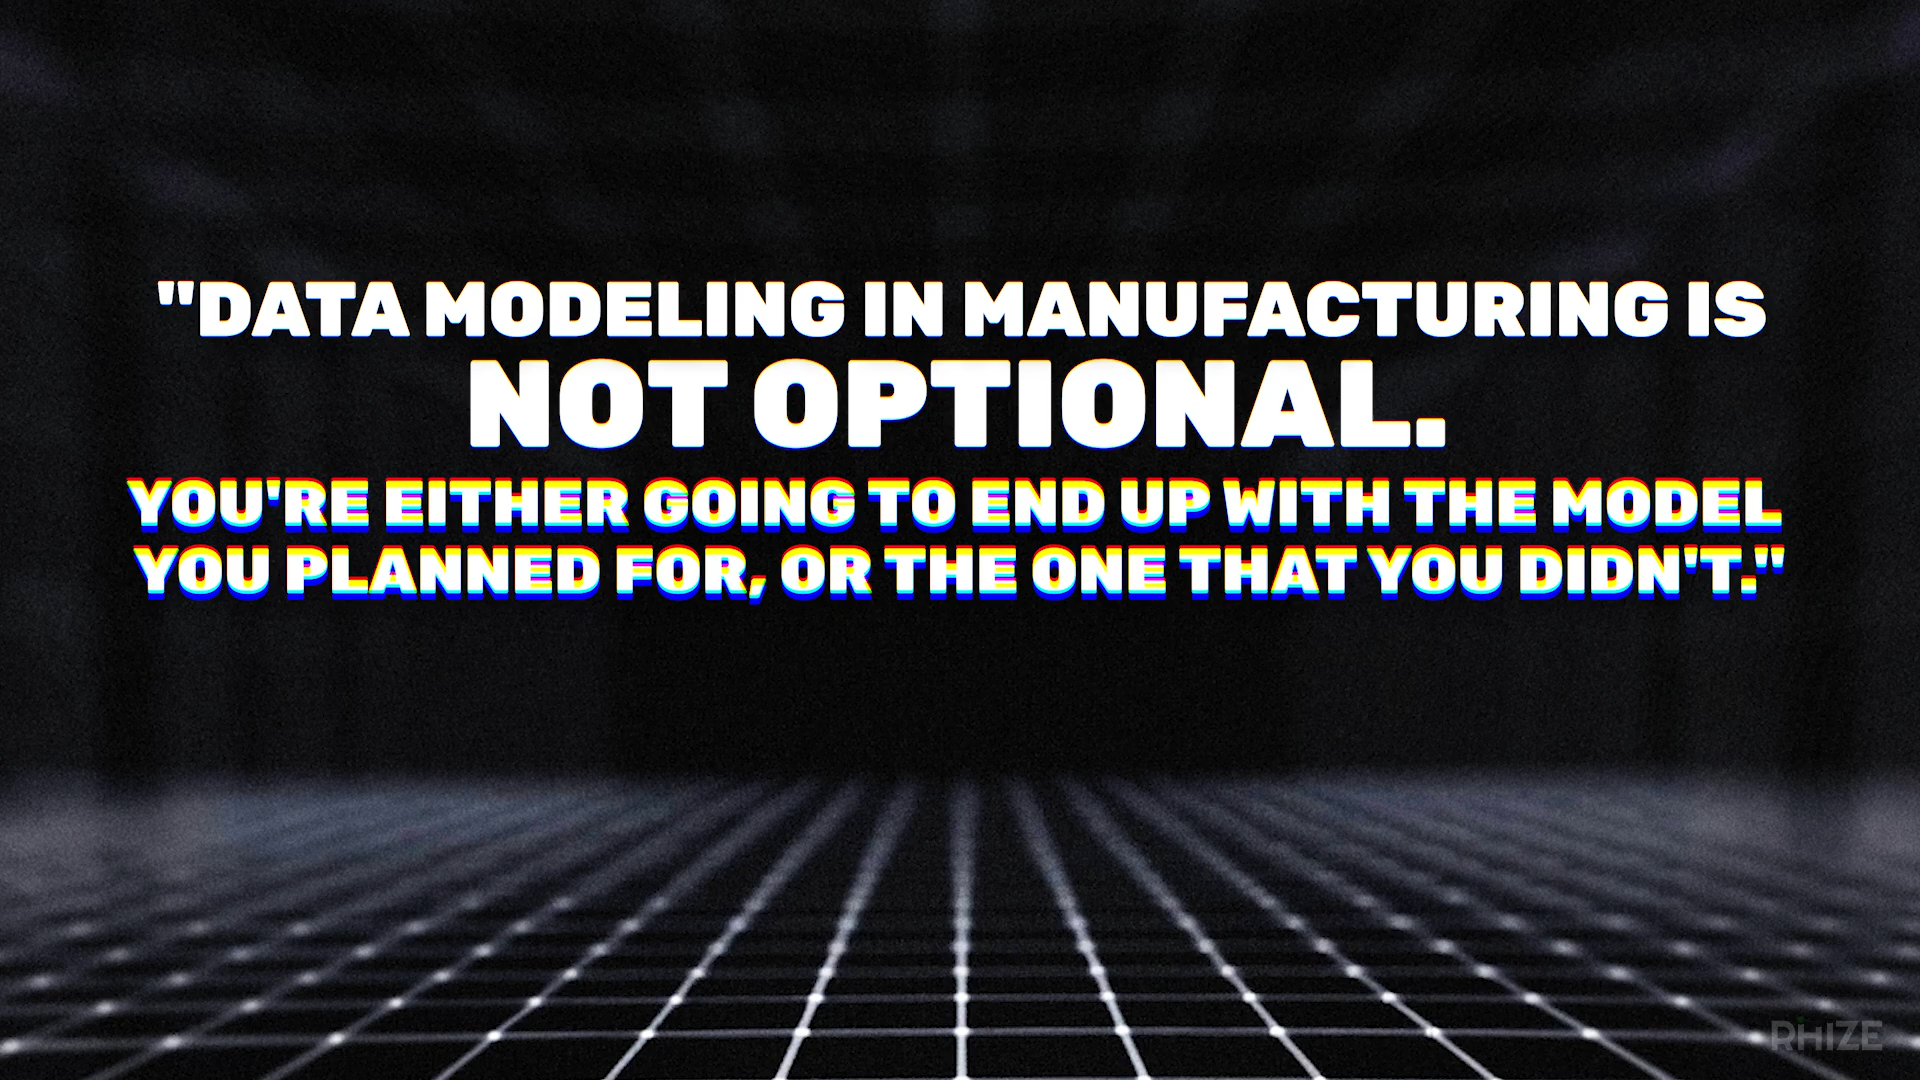 "DATA MODELING IN MANUFACTURING IS
NOT OPTIONAL.
YOU'RE EITHER GOING TO END UP WITH THE MODEL
YOU PLANNED FOR, OR THE ONE THAT YOU DIDN'T."
RHIZE